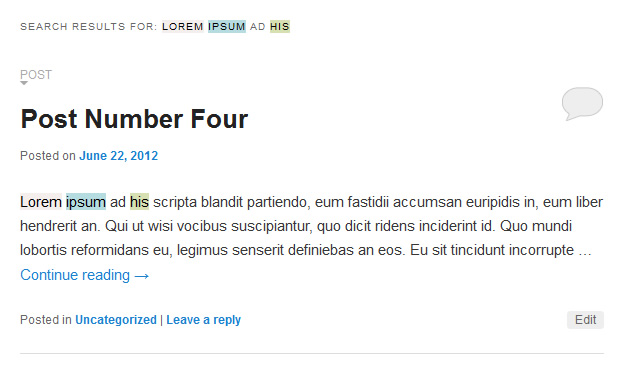 SEARCH RESULTS FOR: LOREM IPSUM AD HIS
POST
Post Number Four
Posted on June 22, 2012
Lorem ipsum ad his scripta blandit partiendo, eum fastidii accumsan euripidis in, eum liber
hendrerit an. Qui ut wisi vocibus suscipiantur, quo dicit ridens inciderint id. Quo mundi
lobortis reformidans eu, legimus senserit definiebas an eos. Eu sit tincidunt incorrupte …
Continue reading →
Posted in Uncategorized | Leave a reply
Edit